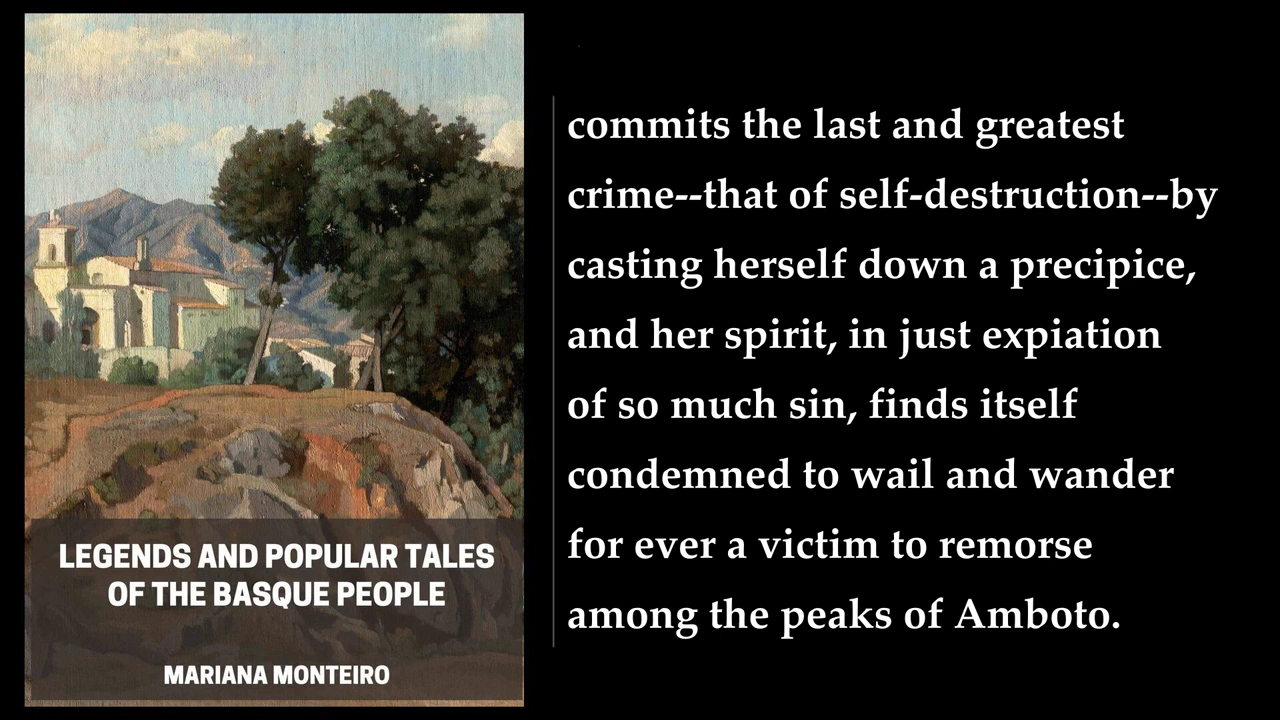 commits the last and greatest
crime--that of self-destruction--by
casting herself down a precipice,
and her spirit, in just expiation
of so much sin, finds itself
condemned to wail and wander
for ever a victim to remorse
among the peaks of Amboto.
LEGENDS AND POPULAR TALES
OF THE BASQUE PEOPLE
MARIANA MONTEIRO